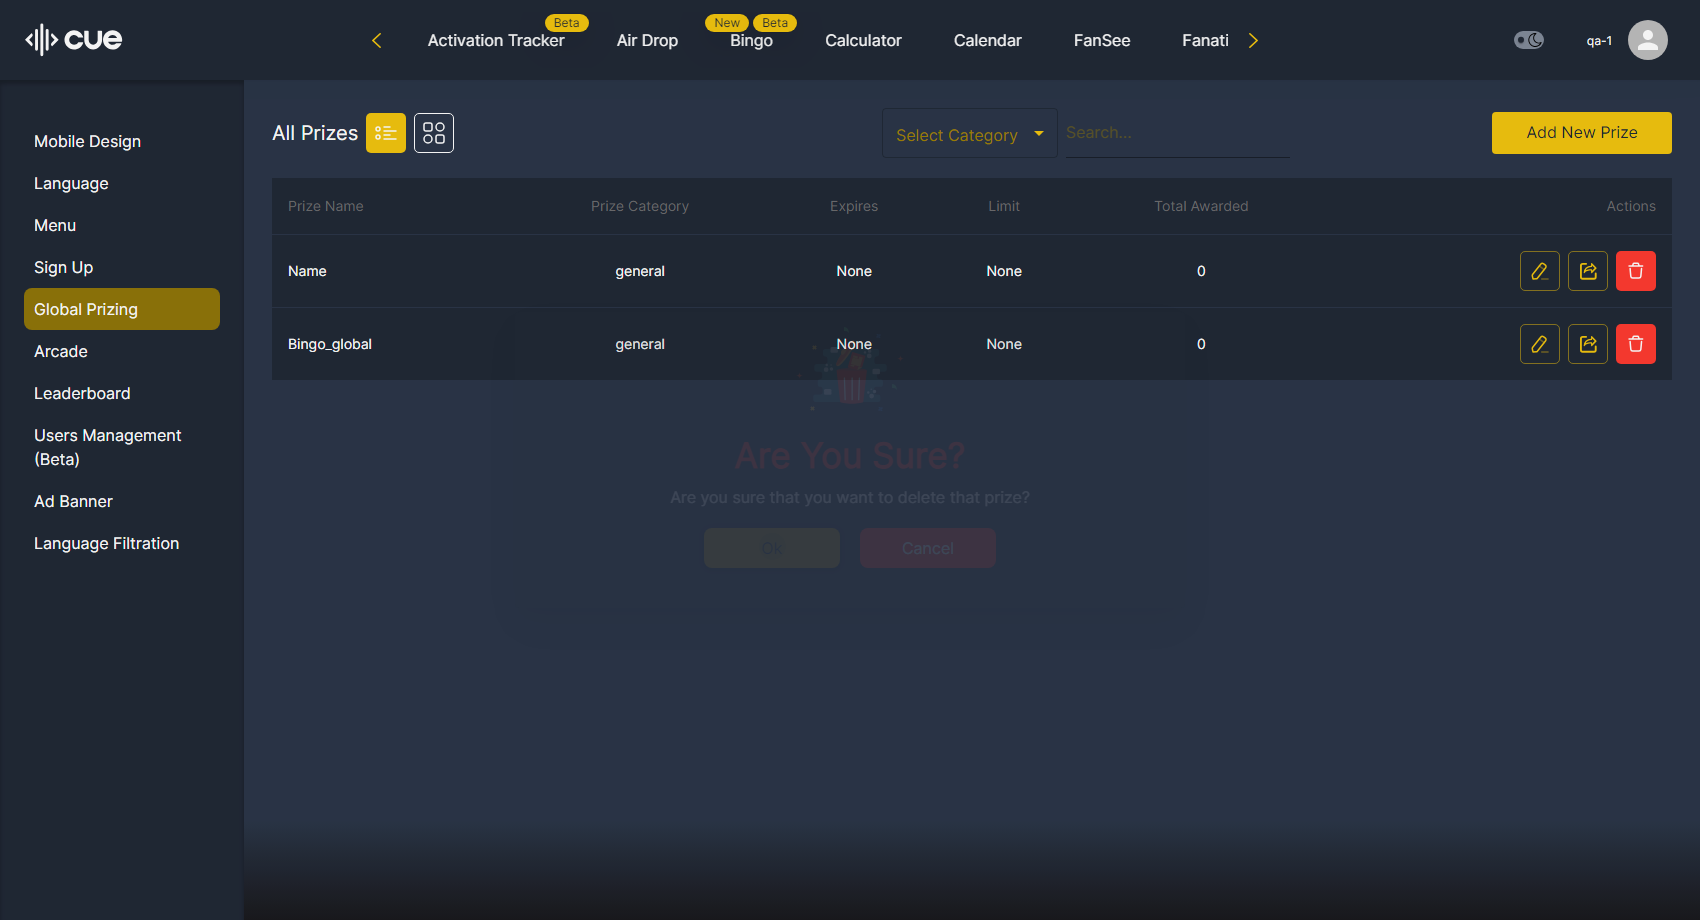 cue
Beta
New
Beta
Activation Tracker
Air Drop
Bingo
Calculator
Calendar
FanSee
Fanati
qa-1
Mobile Design
Language
Menu
Sign Up
Global Prizing
Arcade
Leaderboard
Users Management
(Beta)
Ad Banner
Language Filtration
All Prizes
Select Category
Search...
Add New Prize
Prize Name Prize Category Expires Limit Total Awarded Actions
Name general None None 0
Bingo_global general None None 0
Are You Sure?
Are you sure that you want to delete that prize?
Ok
Cancel